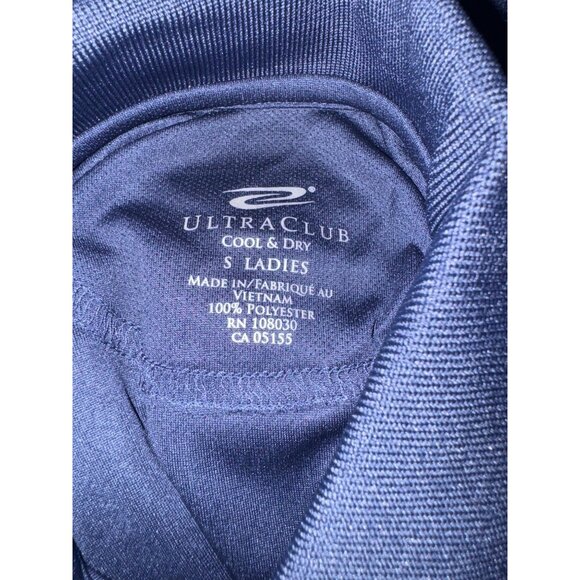 ULTRACLUB
COOL & DRY
S LADIES
MADE IN/FABRIQUÉ AU
VIETNAM
100% POLYESTER
RN 108030
CA 05155